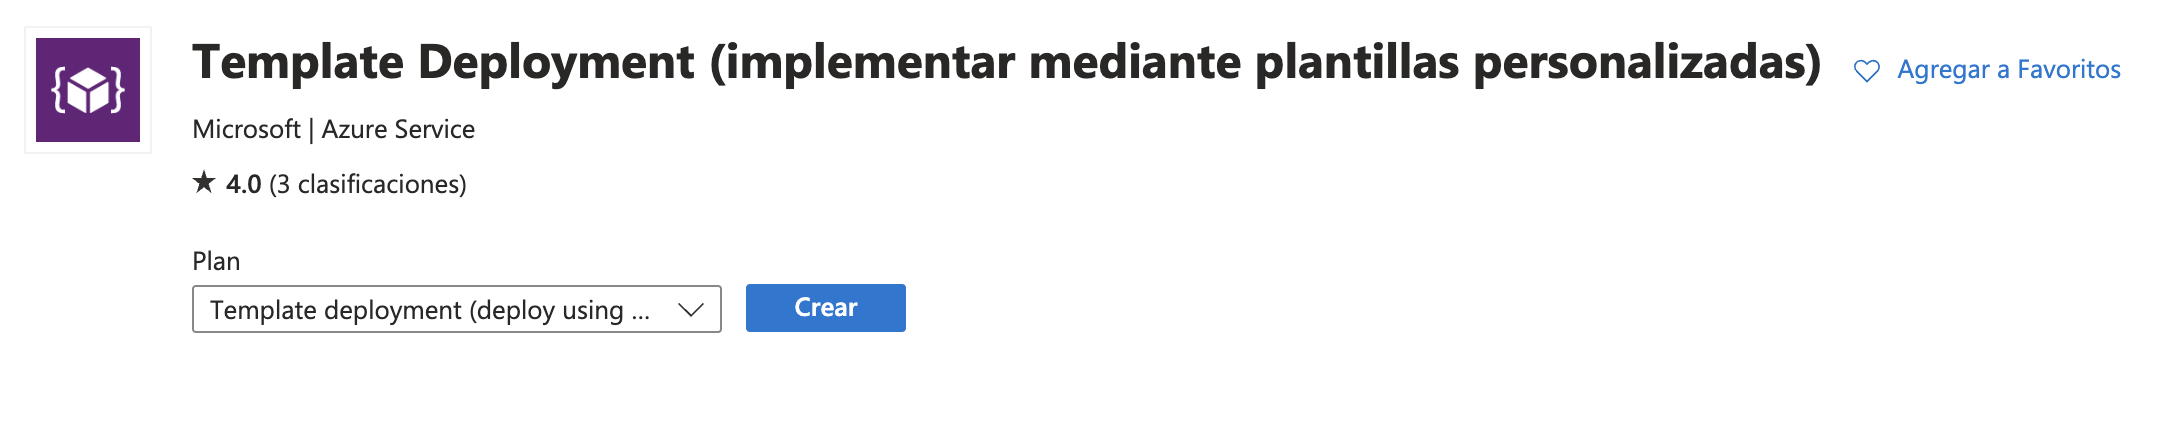 Template Deployment (implementar mediante plantillas personalizadas)
Agregar a Favoritos
Microsoft | Azure Service
★ 4.0 (3 clasificaciones)
Plan
Template deployment (deploy using ...
Crear